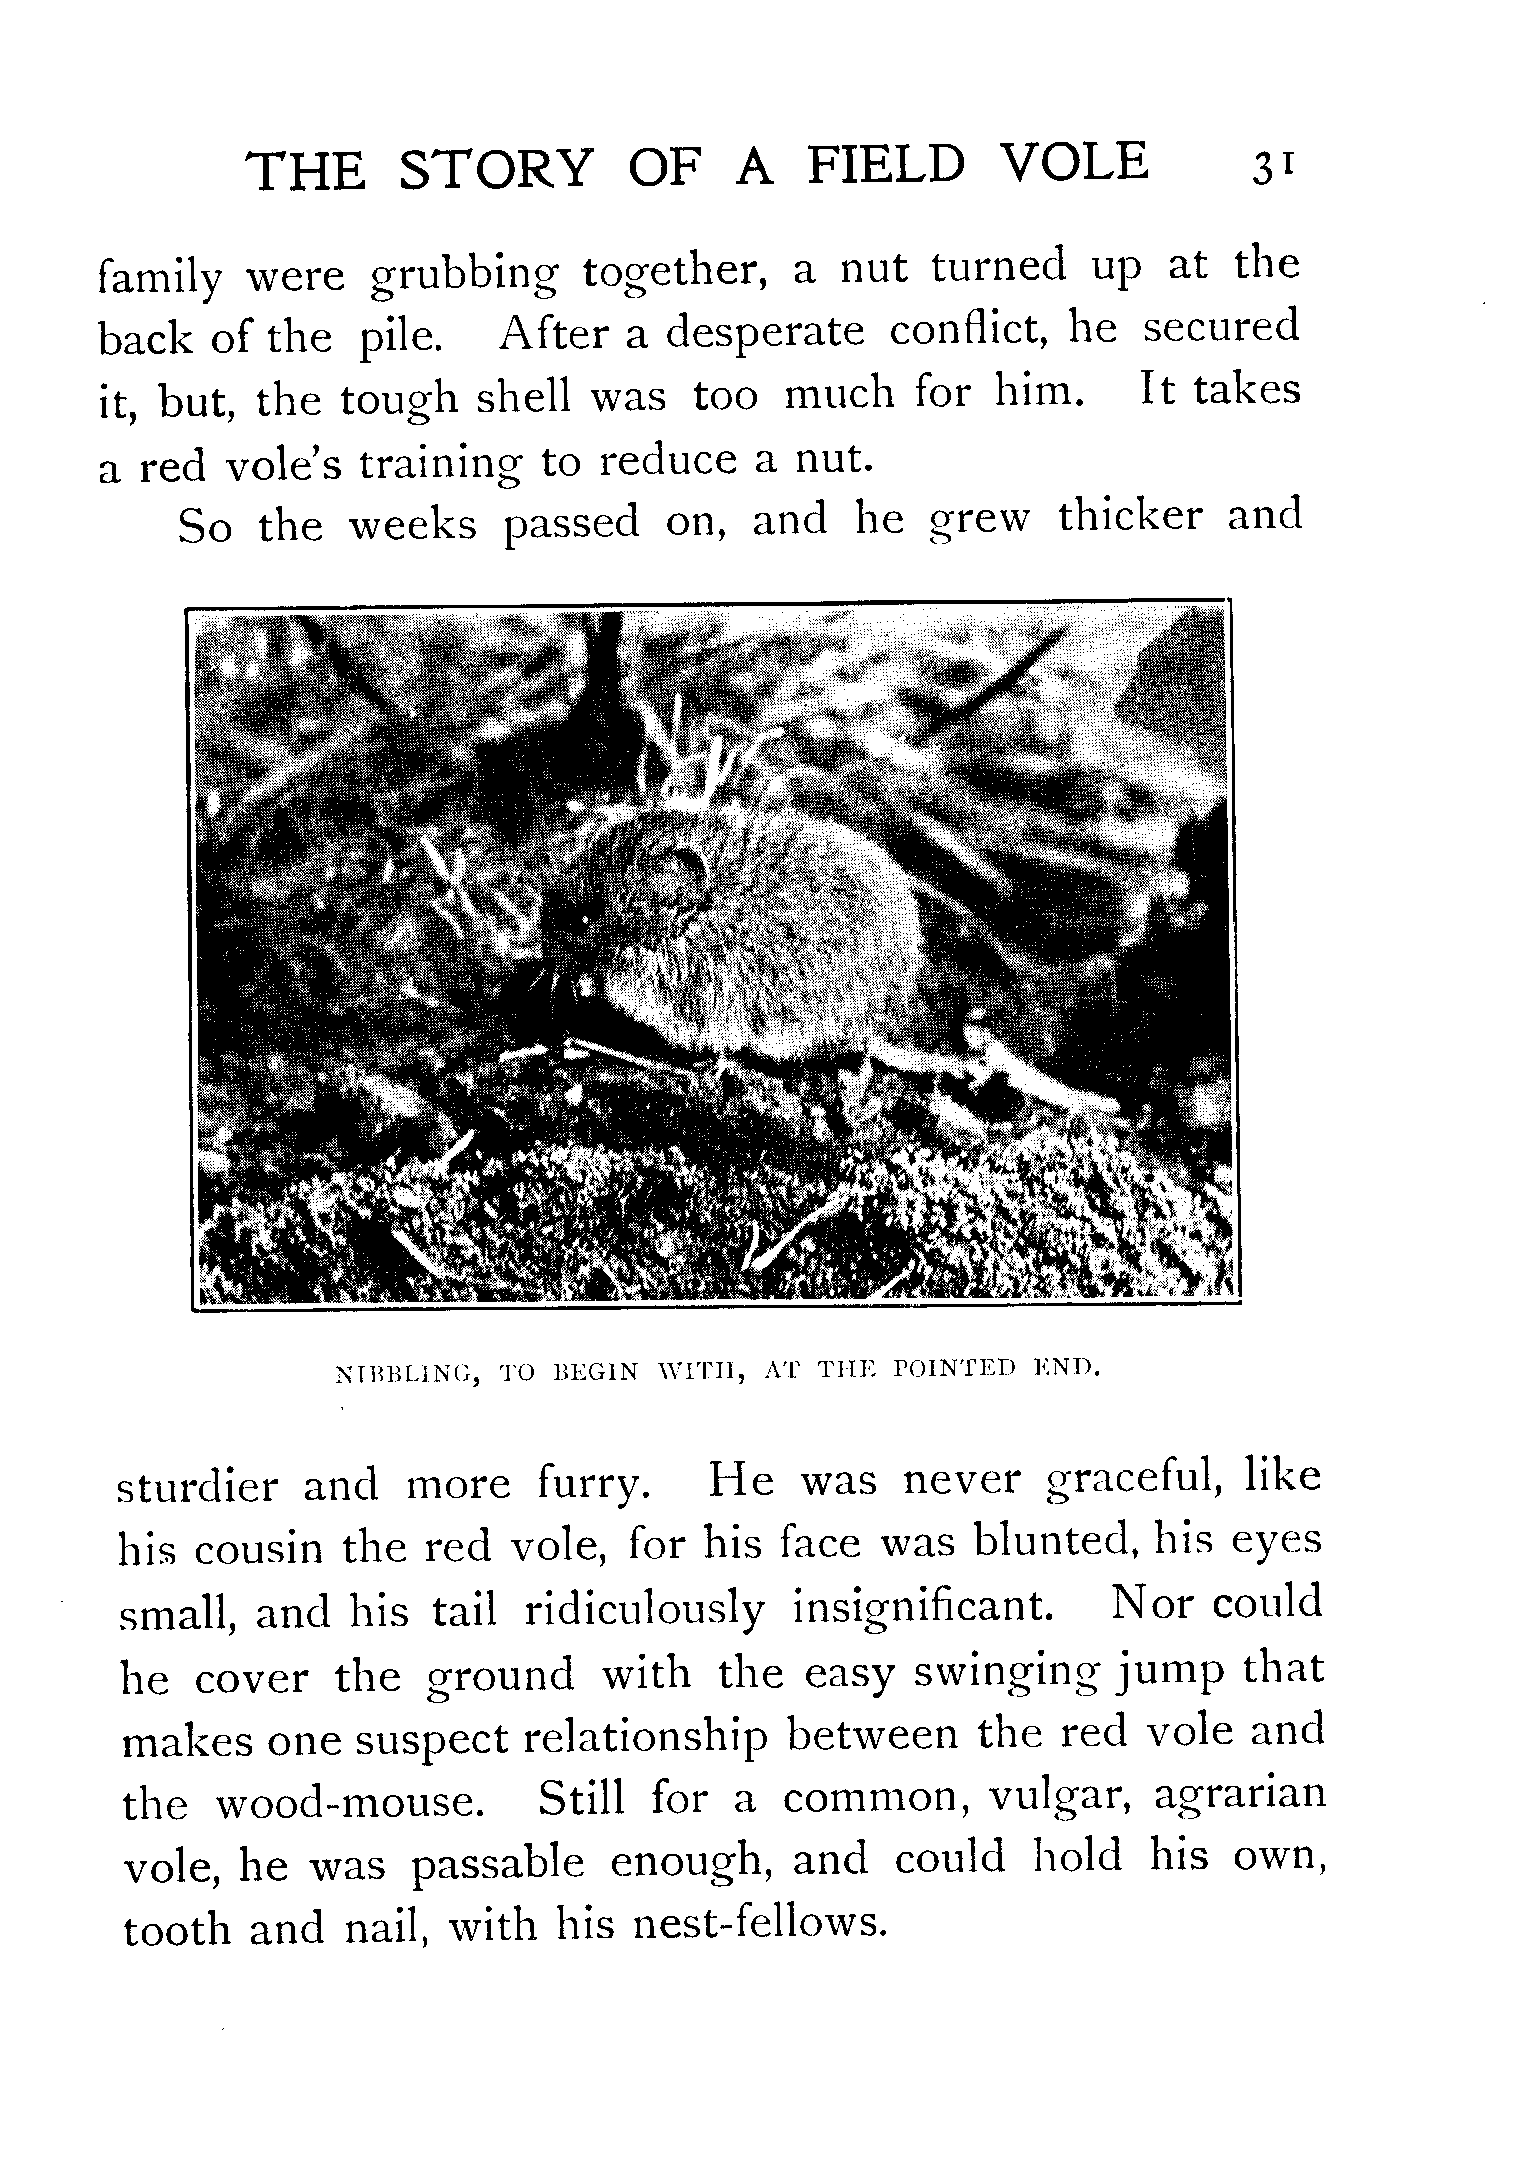 THE STORY OF A FIELD VOLE 31
family were grubbing together, a nut turned up at the
back of the pile. After a desperate conflict, he secured
it, but, the tough shell was too much for him. It takes
a red vole's training to reduce a nut.
So the weeks passed on, and he grew thicker and
NIBBLING, TO BEGIN WITH, AT THE POINTED END.
sturdier and more furry. He was never graceful, like
his cousin the red vole, for his face was blunted, his eyes
small, and his tail ridiculously insignificant. Nor could
he cover the ground with the easy swinging jump that
makes one suspect relationship between the red vole and
the wood-mouse. Still for a common, vulgar, agrarian
vole, he was passable enough, and could hold his own,
tooth and nail, with his nest-fellows.